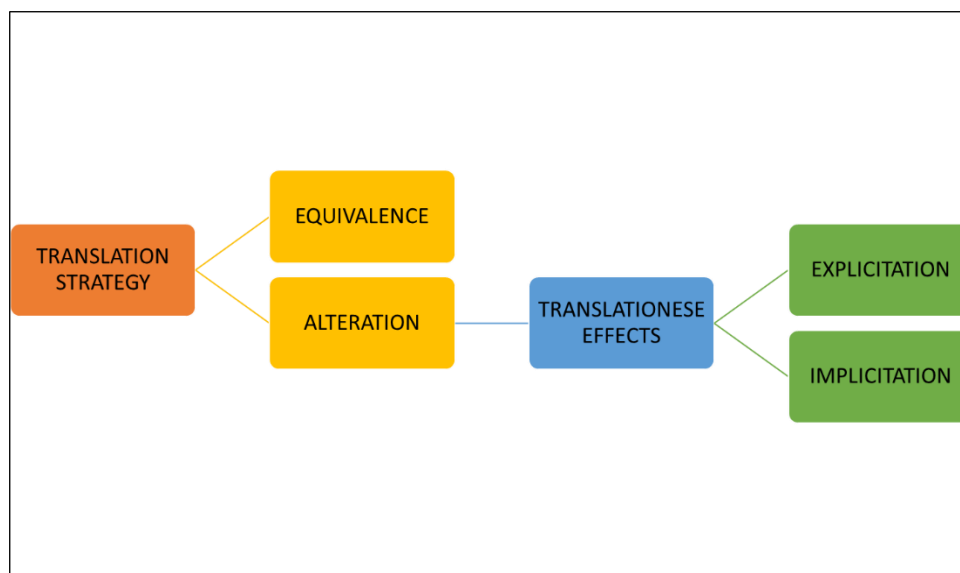 TRANSLATION
STRATEGY
EQUIVALENCE
ALTERATION
TRANSLATIONESE
EFFECTS
EXPLICITATION
IMPLICITATION